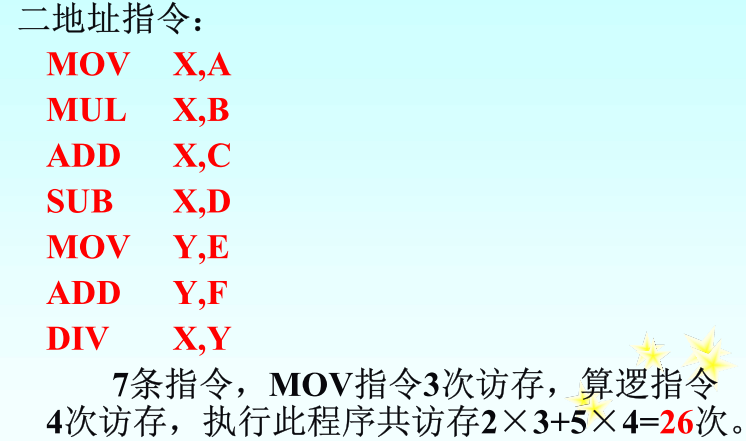 二地址指令：
MOV X,A
MUL X,B
ADD X,C
SUB X,D
MOV Y,E
ADD Y,F
DIV X,Y
7条指令，MOV指令3次访存，算逻指令
4次访存，执行此程序共访存2×3+5×4=26次。